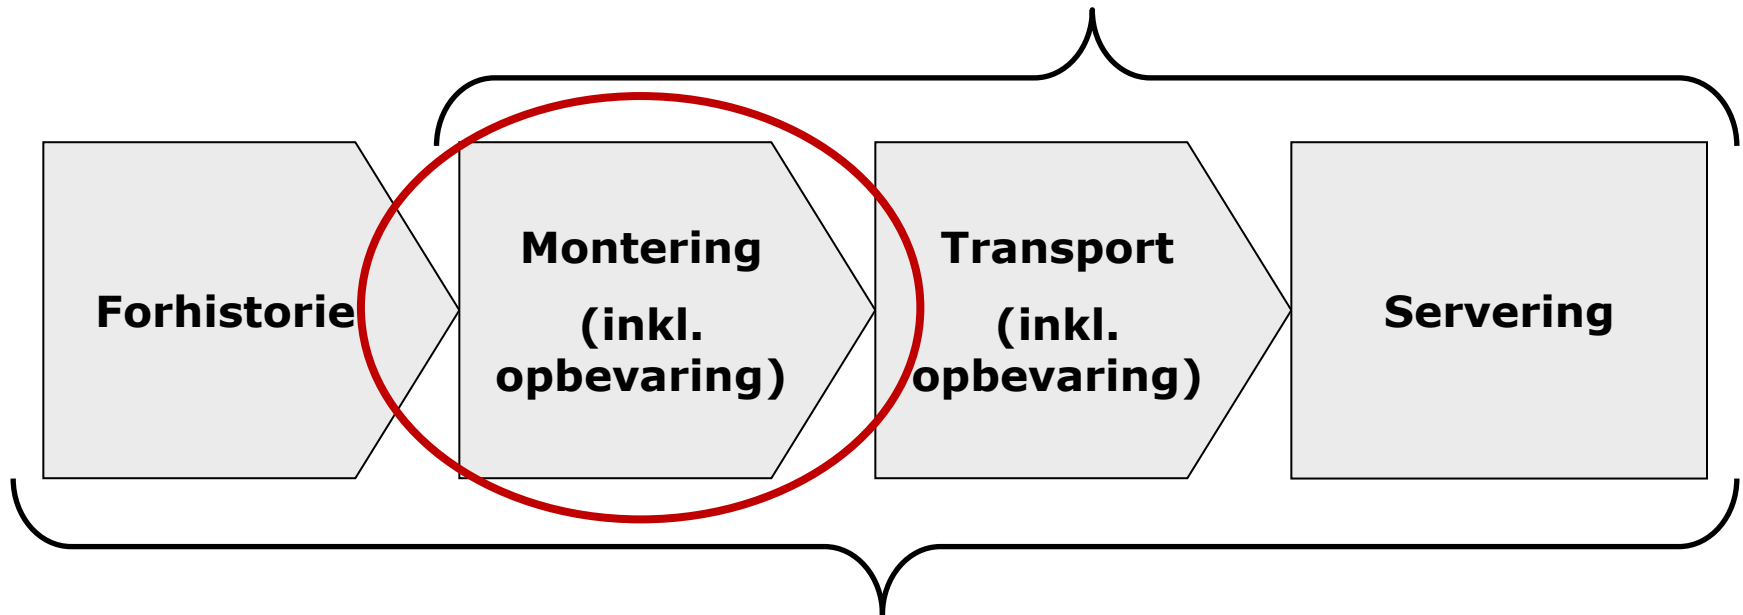 Forhistorie
Montering
(inkl.
opbevaring)
Transport
(inkl.
opbevaring)
Servering